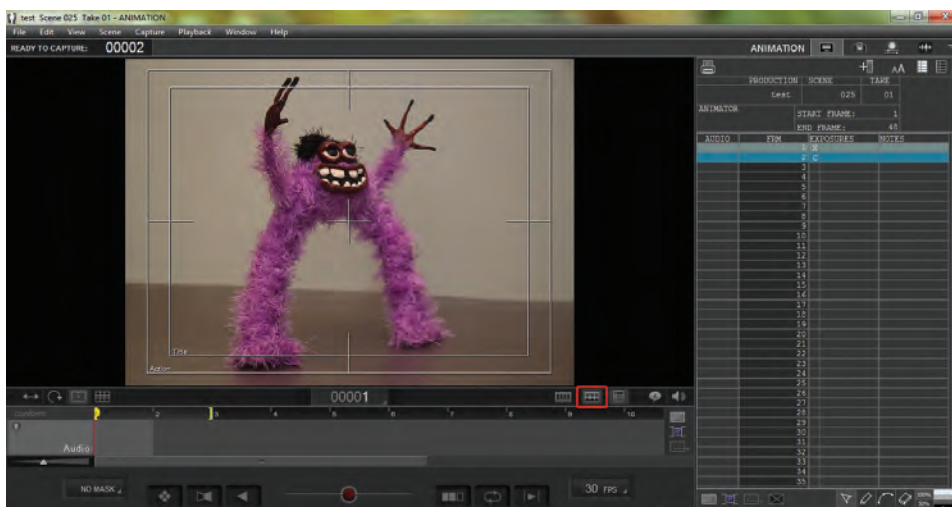 test Scene 025 Take 01 - ANIMATION
File Edit View Scene Capture Playback Window Help
READY TO CAPTURE: 00002
ANIMATION
AA
PRODUCTION SCENE TAKE
test 025 01
ANIMATOR
START FRAME: 1
END FRAME: 48
AUDIO FRM EXPOSURES NOTES
1 X
2 C
3
4
5
6
7
8
9
10
11
12
13
14
15
16
17
18
19
20
21
22
23
24
25
26
27
28
29
30
31
32
33
34
35
Title
Action
00001
conform 2 3 4 5 6 7 8 9 10
Audio
NO MASK
30 FPS
100%
50%